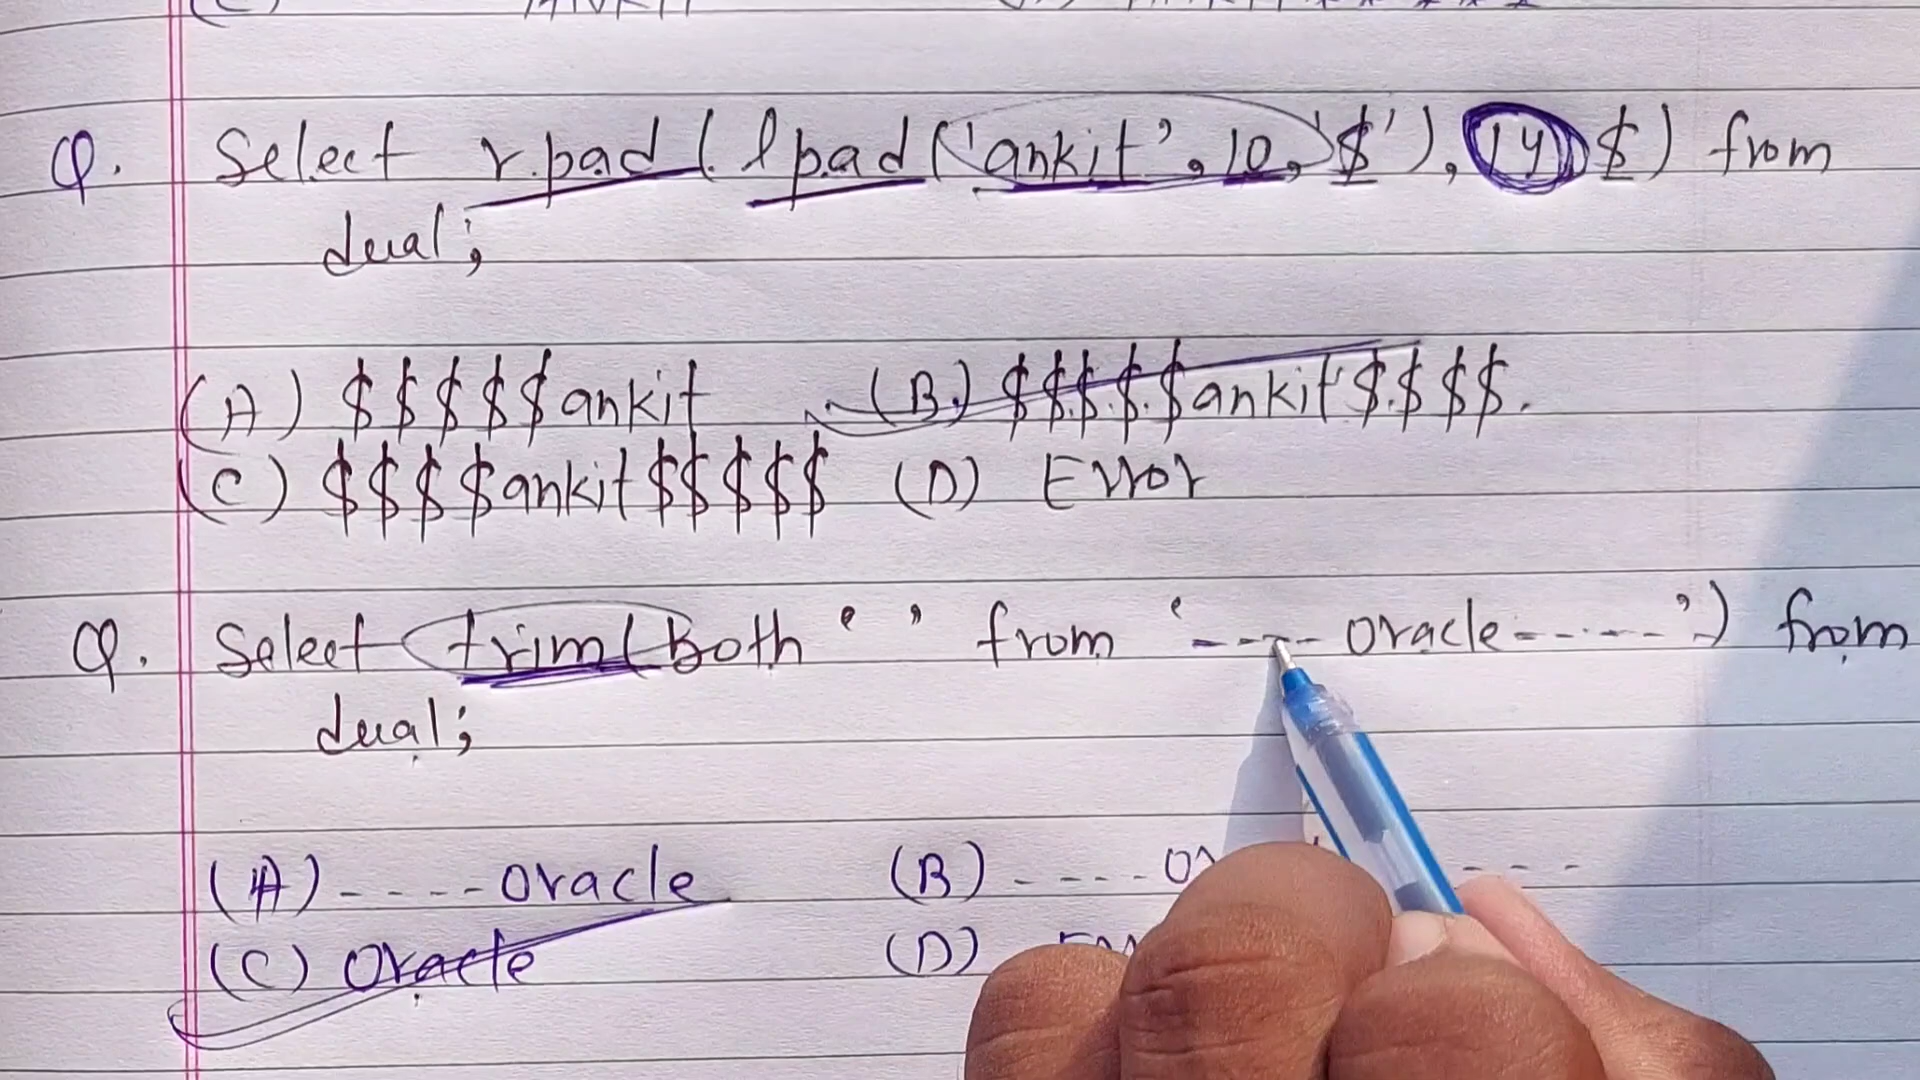 Q. Select r.pad(lpad('ankit', 10, '$'), 14, $) from
dual;
(A) $$$$$ankit (B) $$$$$ankit$$$$.
(C) $$$$ankit$$$$$ (D) Error
Q. Select trim(Both ' ' from '----oracle-----') from
dual;
(A) ----oracle (B) ----
(C) Oracle (D)